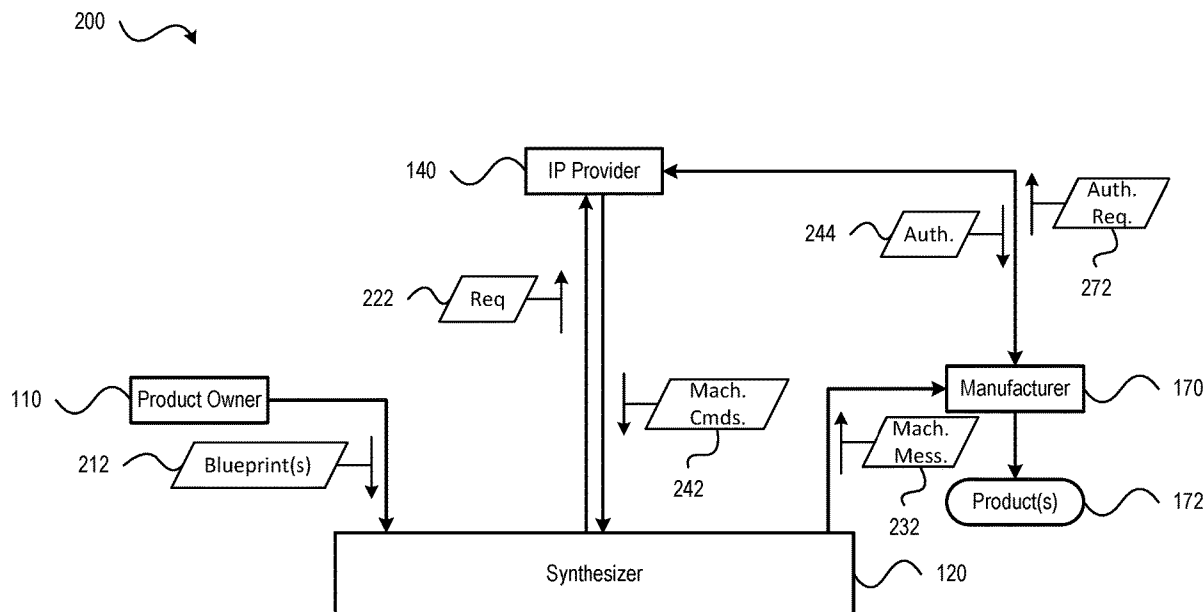 200
140
IP Provider
Auth.
Req.
244
Auth.
272
222
Req
110
Product Owner
Mach.
Cmds.
Manufacturer
170
212
Blueprint(s)
242
Mach.
Mess.
232
Product(s)
172
Synthesizer
120